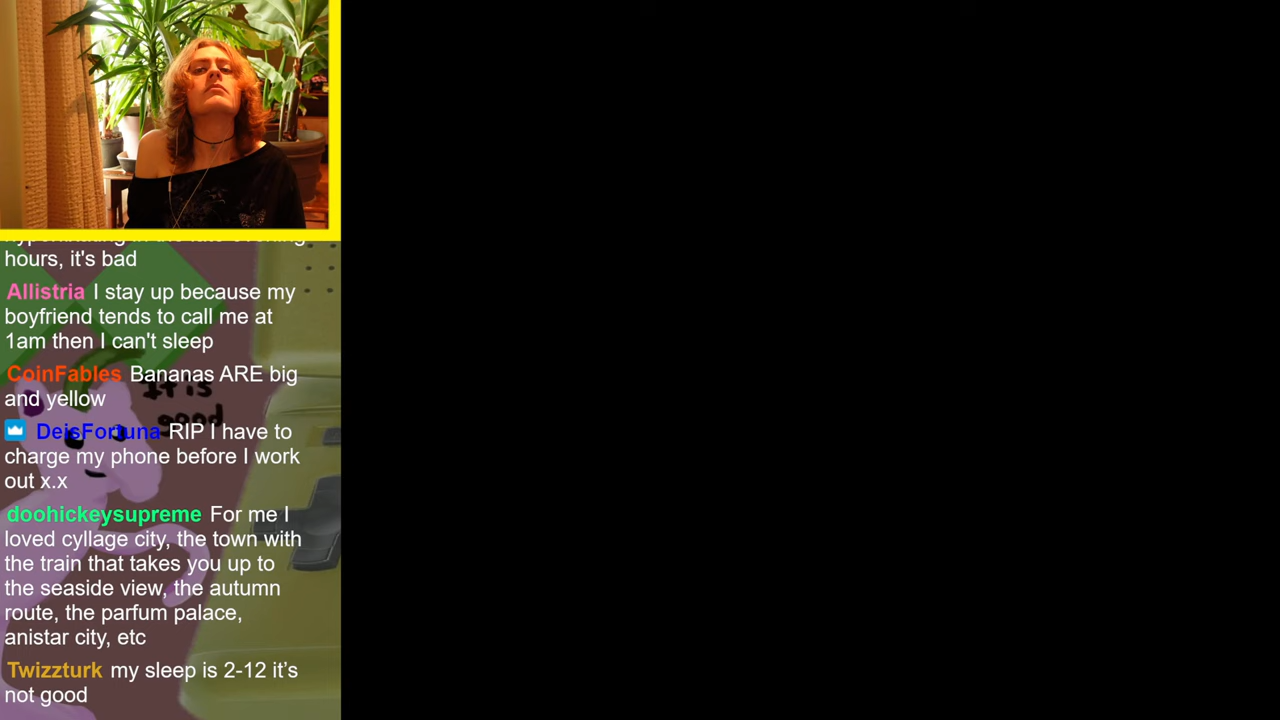 hours, it's bad
Allistria I stay up because my
boyfriend tends to call me at
1am then I can't sleep
CoinFables Bananas ARE big
and yellow
It is
good
DeisFortuna RIP I have to
charge my phone before I work
out x.x
doohickeysupreme For me I
loved cyllage city, the town with
the train that takes you up to
the seaside view, the autumn
route, the parfum palace,
anistar city, etc
Twizzturk my sleep is 2-12 it’s
not good